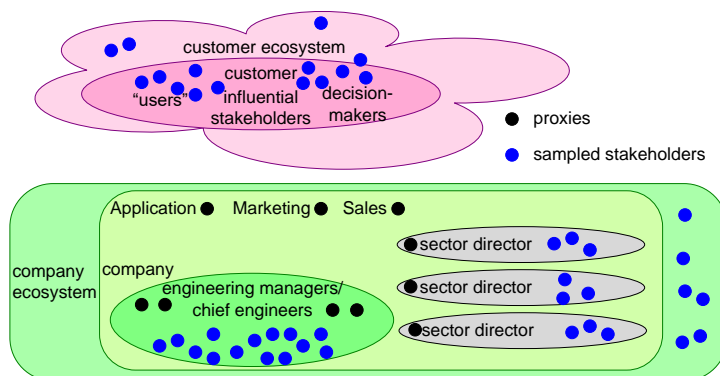 customer ecosystem
customer
"users"
influential
stakeholders
decision-
makers
proxies
sampled stakeholders
Application
Marketing
Sales
sector director
company
ecosystem
company
engineering managers/
chief engineers
sector director
sector director